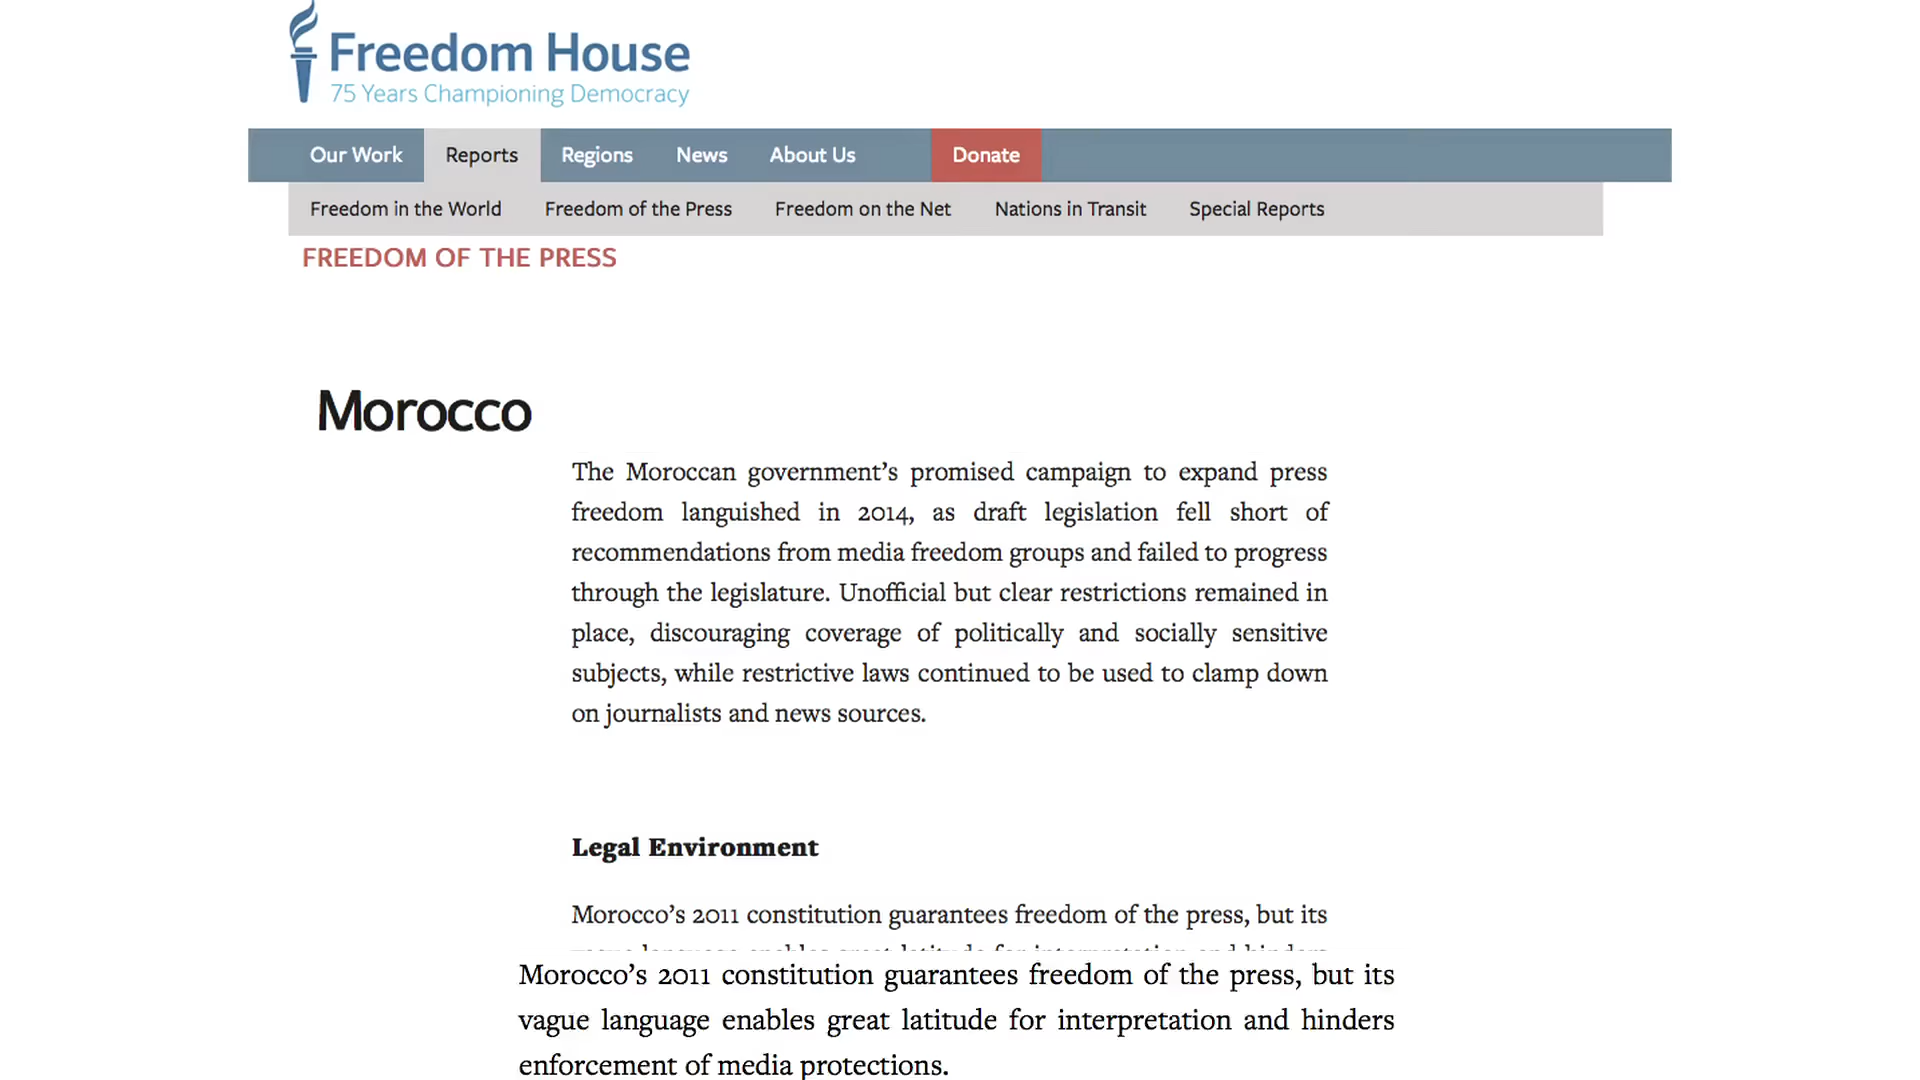 Freedom House
75 Years Championing Democracy
Our Work Reports Regions News About Us Donate
Freedom in the World Freedom of the Press Freedom on the Net Nations in Transit Special Reports
FREEDOM OF THE PRESS
Morocco
The Moroccan government’s promised campaign to expand press
freedom languished in 2014, as draft legislation fell short of
recommendations from media freedom groups and failed to progress
through the legislature. Unofficial but clear restrictions remained in
place, discouraging coverage of politically and socially sensitive
subjects, while restrictive laws continued to be used to clamp down
on journalists and news sources.
Legal Environment
Morocco’s 2011 constitution guarantees freedom of the press, but its
Morocco’s 2011 constitution guarantees freedom of the press, but its
vague language enables great latitude for interpretation and hinders
enforcement of media protections.